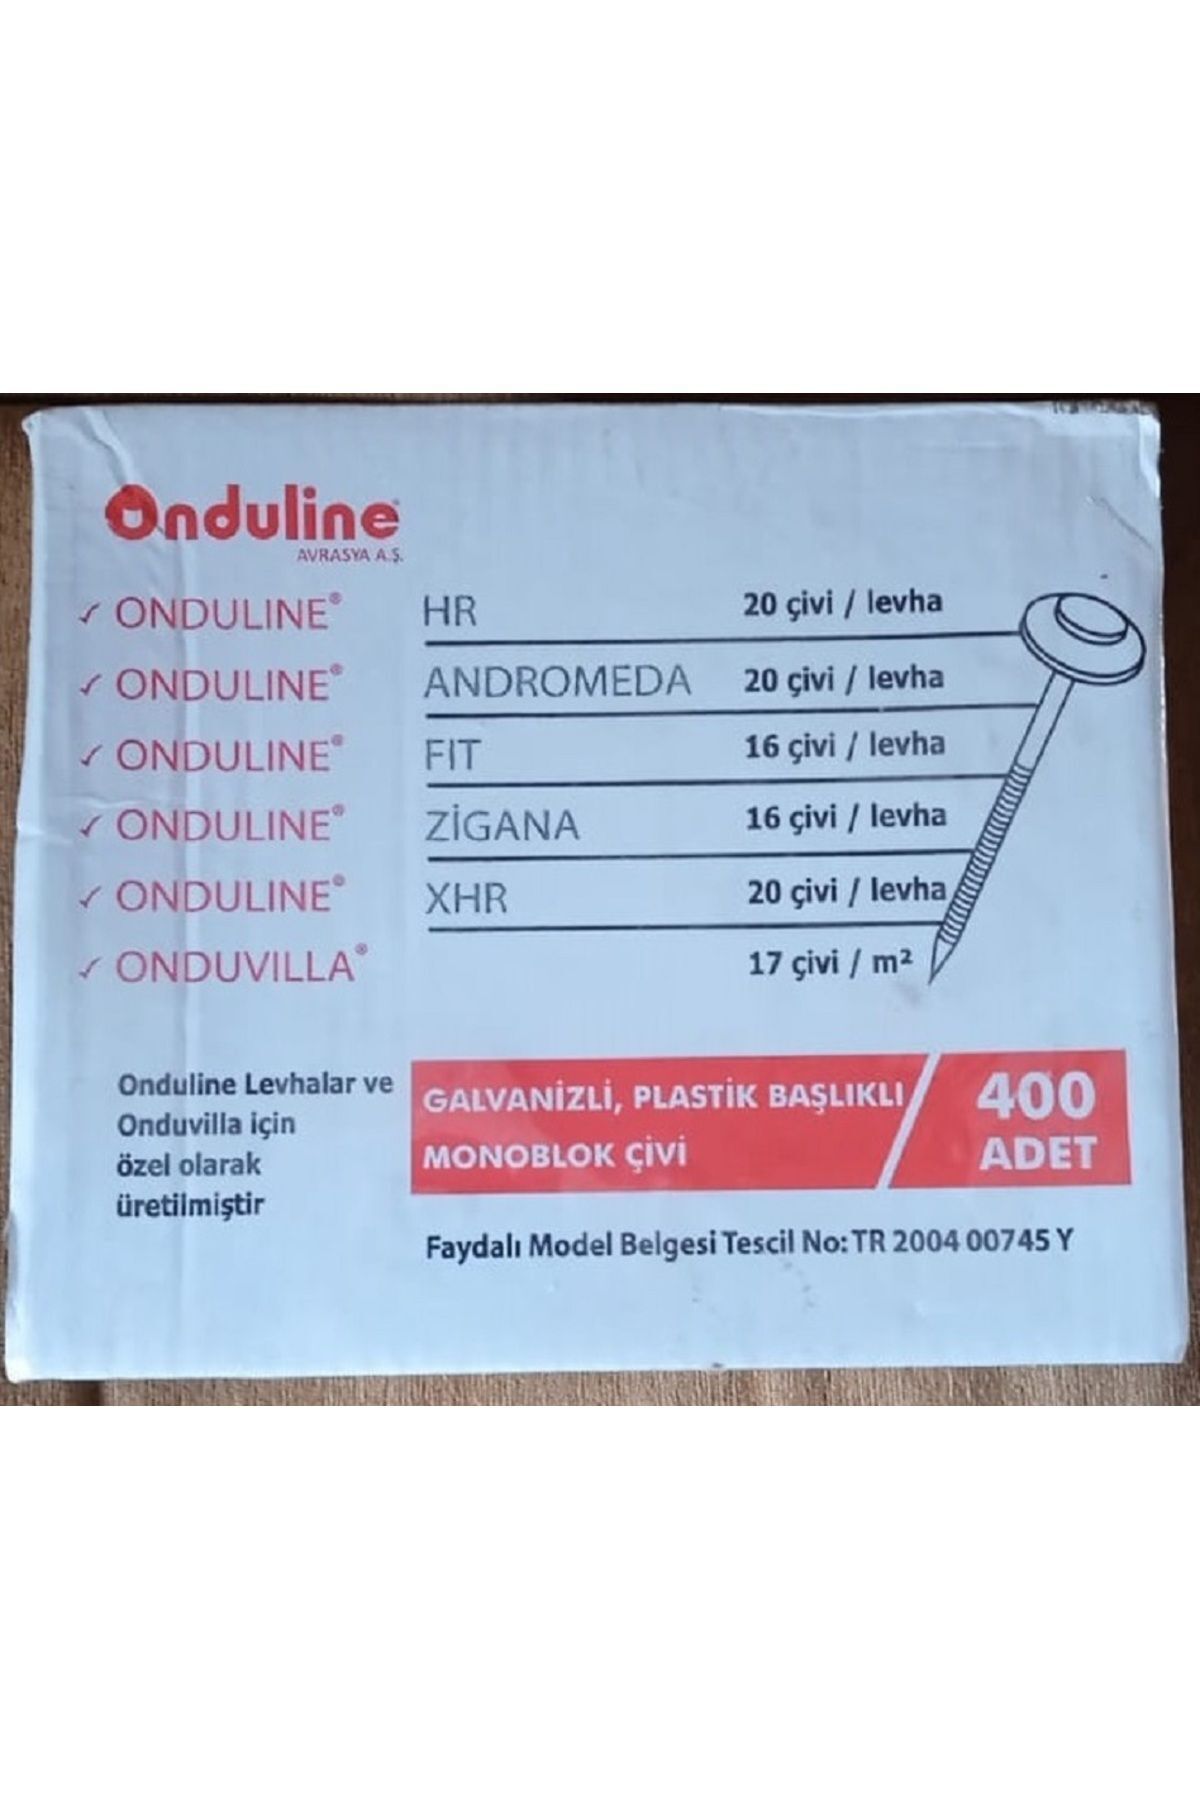 Onduline®
AVRASYA A.Ş.
✓ ONDULINE® HR 20 çivi / levha
✓ ONDULINE® ANDROMEDA 20 çivi / levha
✓ ONDULINE® FIT 16 çivi / levha
✓ ONDULINE® ZİGANA 16 çivi / levha
✓ ONDULINE® XHR 20 çivi / levha
✓ ONDUVILLA® 17 çivi / m²
Onduline Levhalar ve
Onduvilla için
özel olarak
üretilmiştir
GALVANİZLİ, PLASTİK BAŞLIKLI
MONOBLOK ÇİVİ
400
ADET
Faydalı Model Belgesi Tescil No: TR 2004 00745 Y